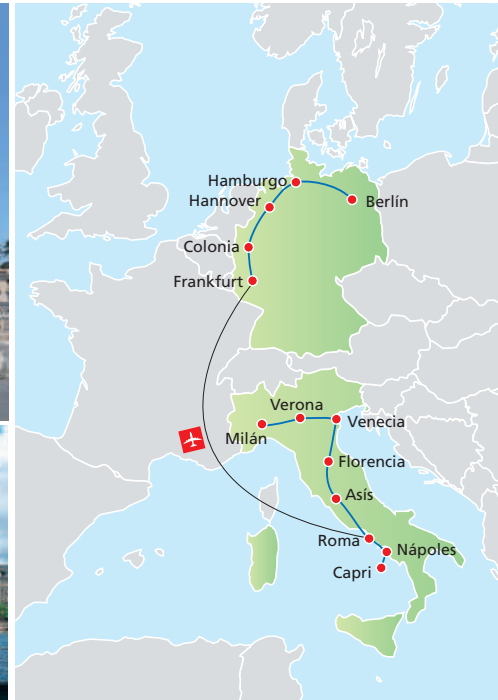 Hamburgo
Hannover
Berlín
Colonia
Frankfurt
Verona
Venecia
Milán
Florencia
Asís
Roma
Nápoles
Capri